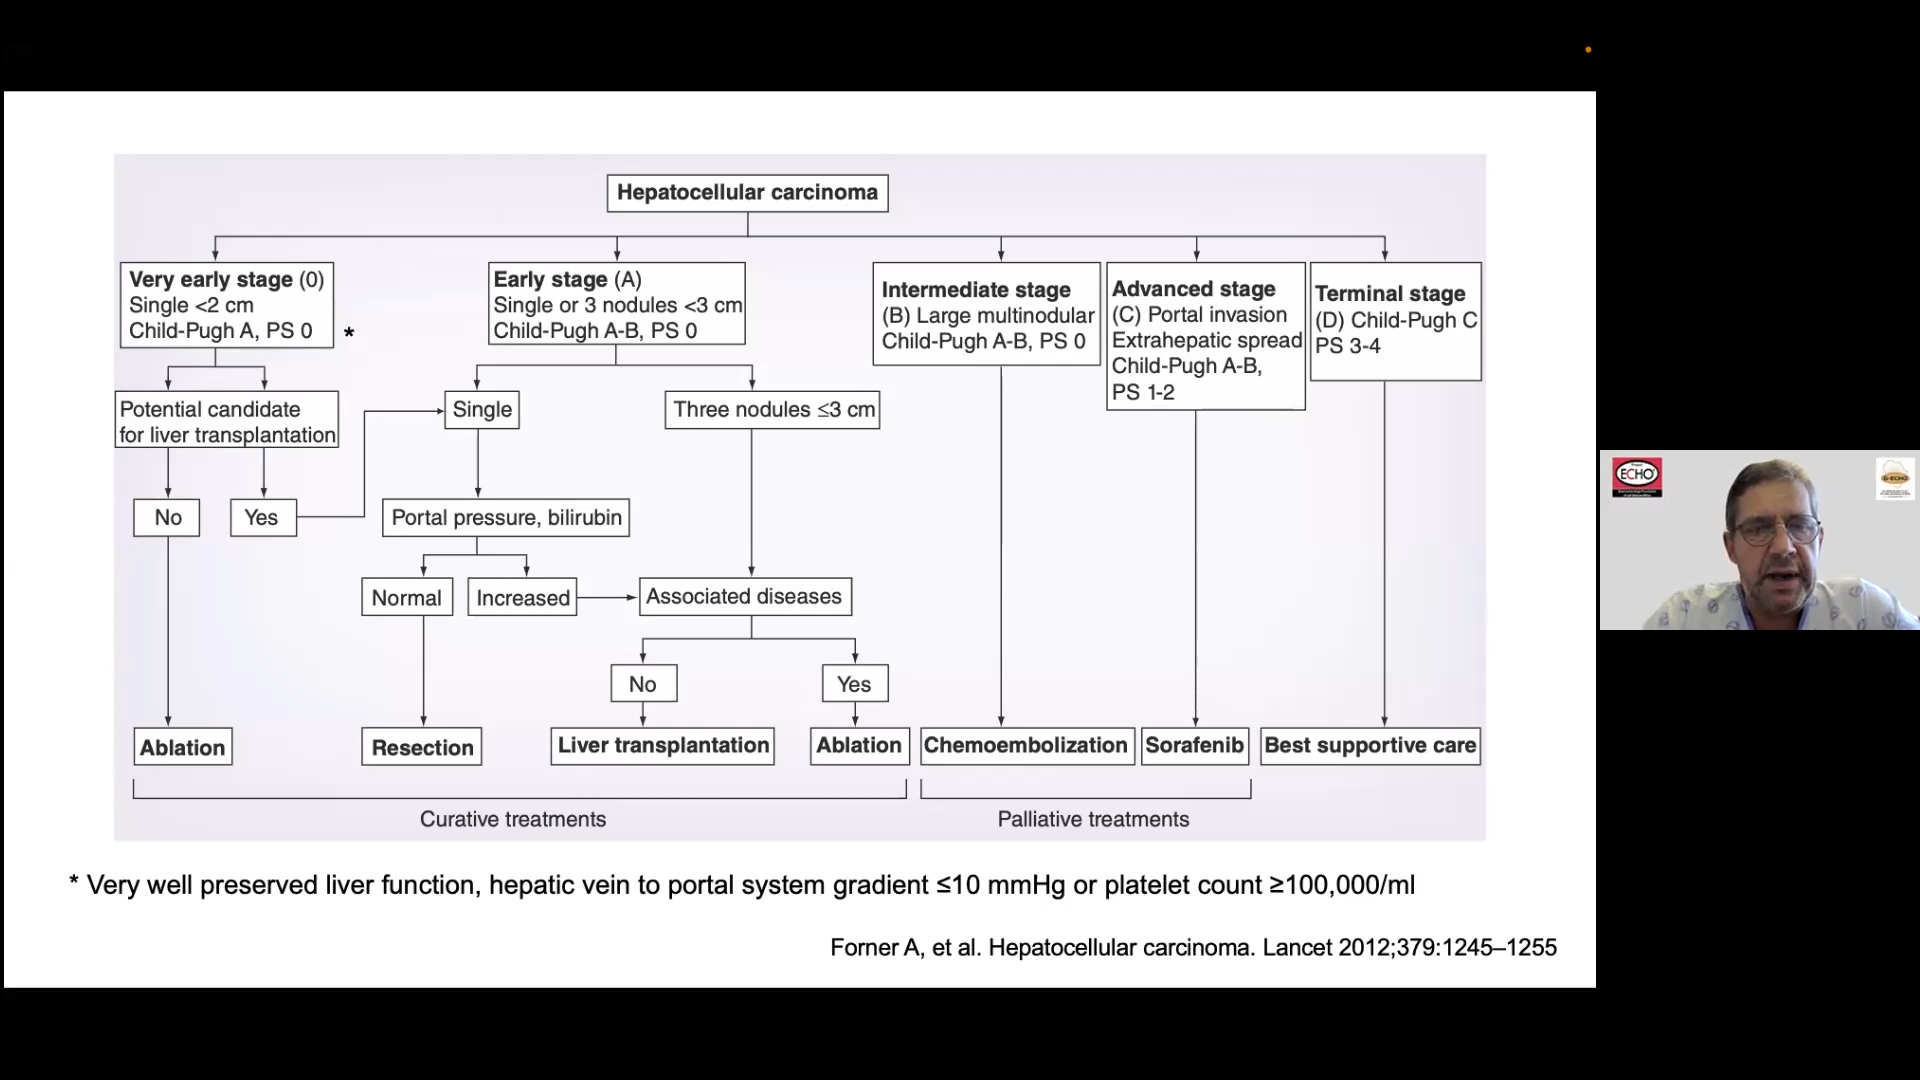 Hepatocellular carcinoma
Very early stage (0)
Single <2 cm
Child-Pugh A, PS 0
*
Early stage (A)
Single or 3 nodules <3 cm
Child-Pugh A-B, PS 0
Intermediate stage
(B) Large multinodular
Child-Pugh A-B, PS 0
Advanced stage
(C) Portal invasion
Extrahepatic spread
Child-Pugh A-B,
PS 1-2
Terminal stage
(D) Child-Pugh C
PS 3-4
Potential candidate
for liver transplantation
Single
Three nodules ≤3 cm
No
Yes
Portal pressure, bilirubin
Normal
Increased
Associated diseases
No
Yes
Ablation
Resection
Liver transplantation
Ablation
Chemoembolization
Sorafenib
Best supportive care
Curative treatments
Palliative treatments
* Very well preserved liver function, hepatic vein to portal system gradient ≤10 mmHg or platelet count ≥100,000/ml
Forner A, et al. Hepatocellular carcinoma. Lancet 2012;379:1245–1255
ECHO
G-ECHO